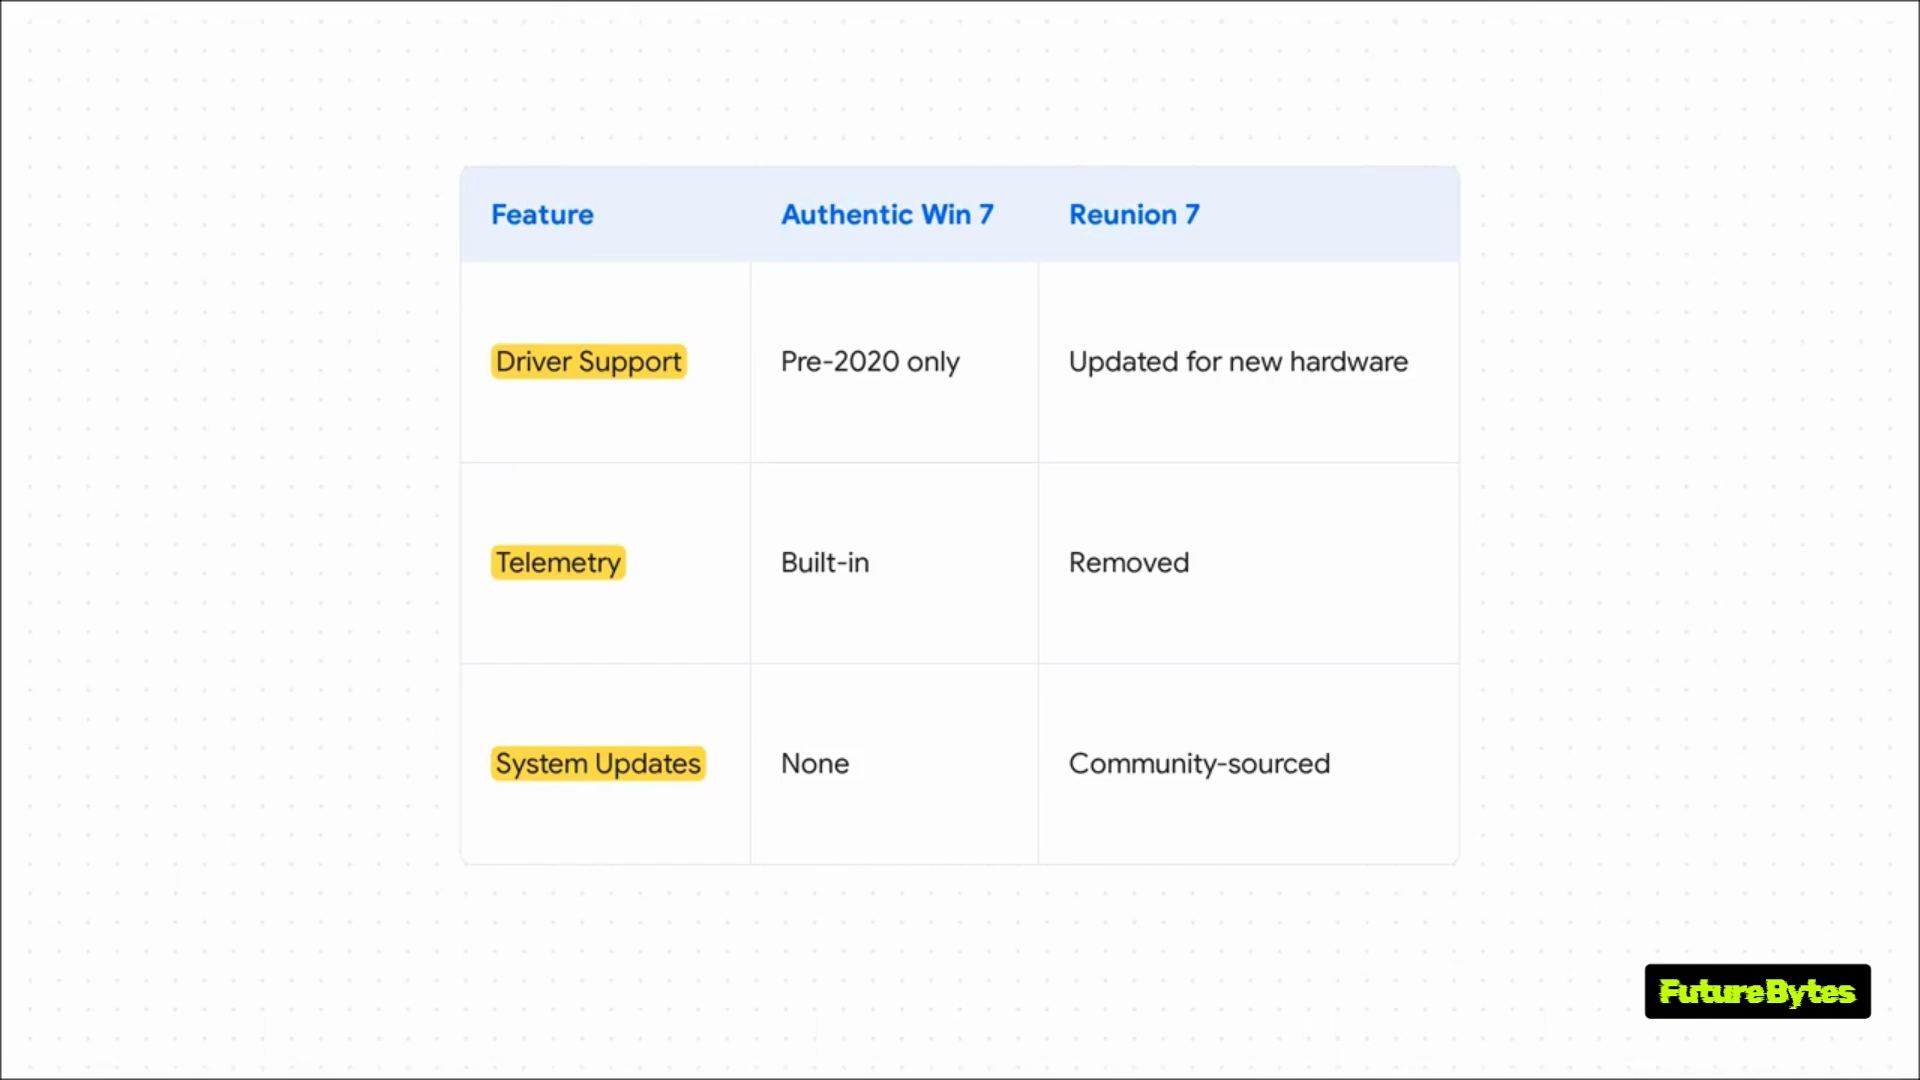 Feature Authentic Win 7 Reunion 7
Driver Support Pre-2020 only Updated for new hardware
Telemetry Built-in Removed
System Updates None Community-sourced
FutureBytes